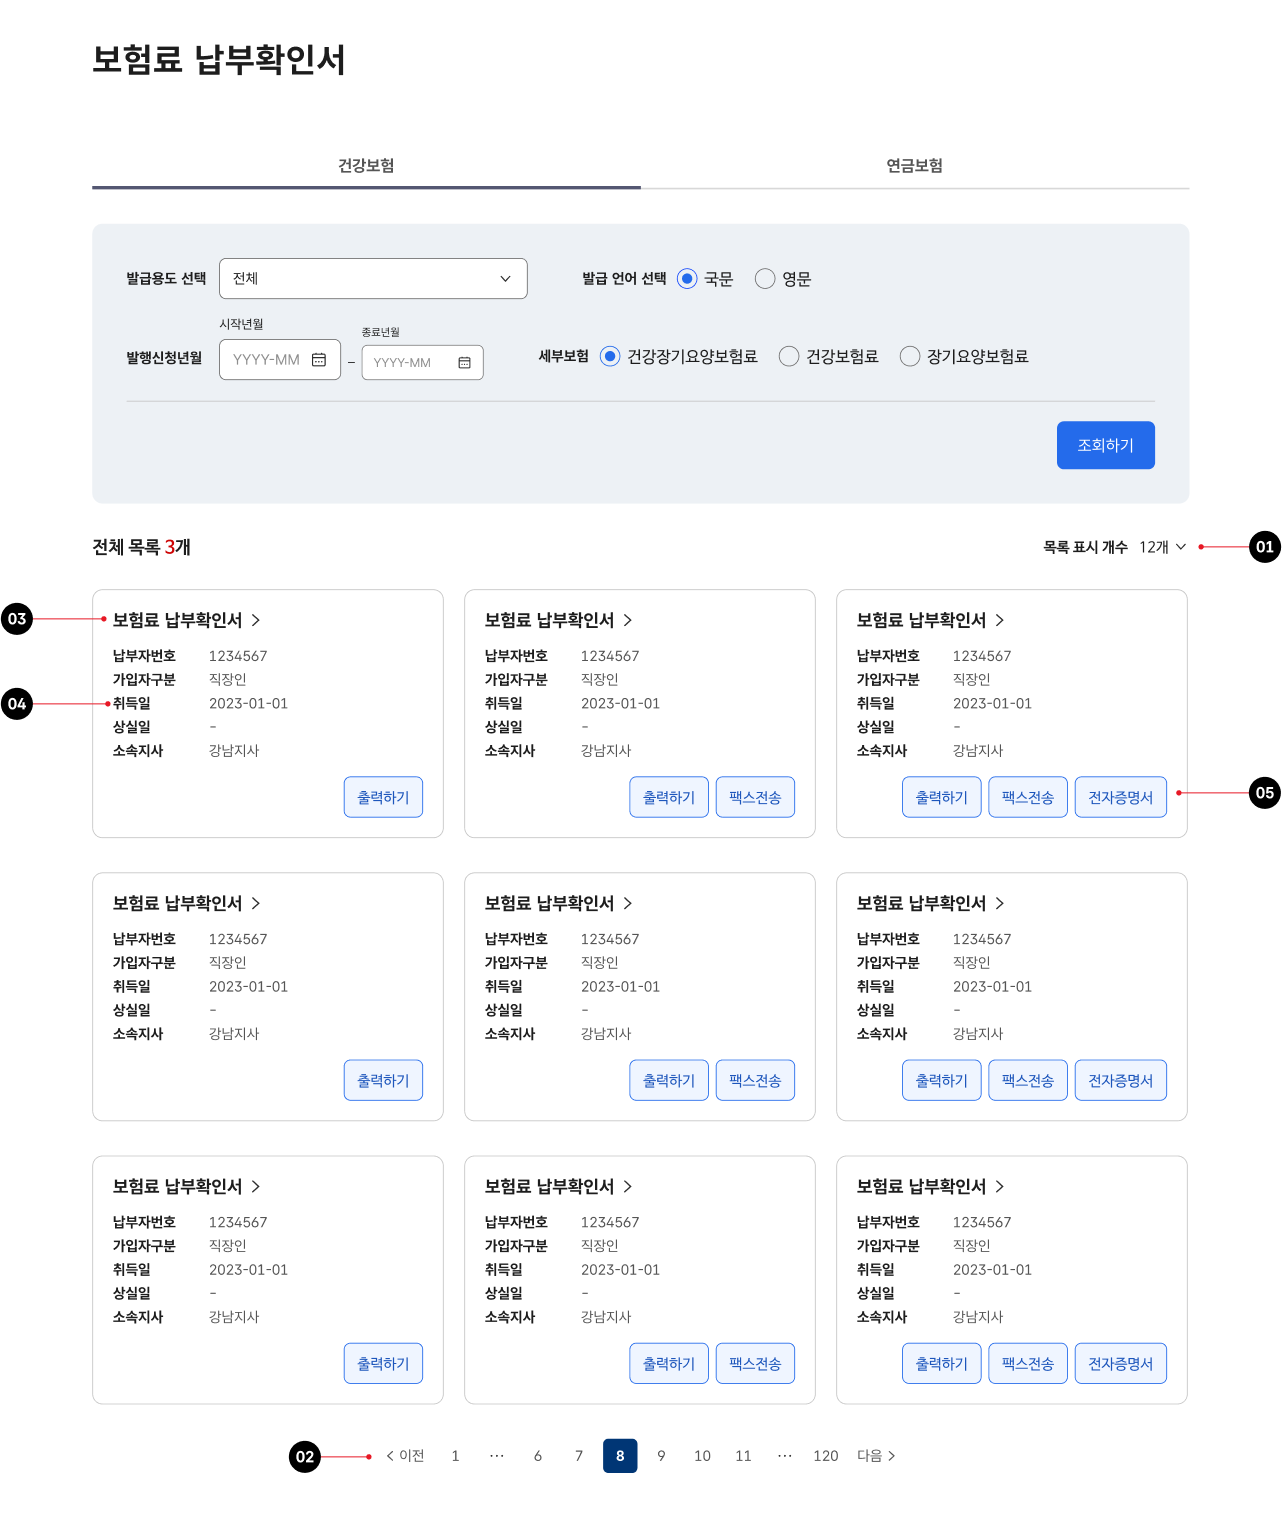 보험료 납부확인서
건강보험 연금보험
발급용도 선택 전체 발급 언어 선택 국문 영문
시작년월 종료년월
발행신청년월 YYYY-MM – YYYY-MM 세부보험 건강장기요양보험료 건강보험료 장기요양보험료
조회하기
전체 목록 3개 목록 표시 개수 12개 01
03 보험료 납부확인서 보험료 납부확인서 보험료 납부확인서
납부자번호 1234567 납부자번호 1234567 납부자번호 1234567
가입자구분 직장인 가입자구분 직장인 가입자구분 직장인
04 취득일 2023-01-01 취득일 2023-01-01 취득일 2023-01-01
상실일 - 상실일 - 상실일 -
소속지사 강남지사 소속지사 강남지사 소속지사 강남지사
출력하기 출력하기 팩스전송 출력하기 팩스전송 전자증명서 05
보험료 납부확인서 보험료 납부확인서 보험료 납부확인서
납부자번호 1234567 납부자번호 1234567 납부자번호 1234567
가입자구분 직장인 가입자구분 직장인 가입자구분 직장인
취득일 2023-01-01 취득일 2023-01-01 취득일 2023-01-01
상실일 - 상실일 - 상실일 -
소속지사 강남지사 소속지사 강남지사 소속지사 강남지사
출력하기 출력하기 팩스전송 출력하기 팩스전송 전자증명서
보험료 납부확인서 보험료 납부확인서 보험료 납부확인서
납부자번호 1234567 납부자번호 1234567 납부자번호 1234567
가입자구분 직장인 가입자구분 직장인 가입자구분 직장인
취득일 2023-01-01 취득일 2023-01-01 취득일 2023-01-01
상실일 - 상실일 - 상실일 -
소속지사 강남지사 소속지사 강남지사 소속지사 강남지사
출력하기 출력하기 팩스전송 출력하기 팩스전송 전자증명서
02 이전 1 ··· 6 7 8 9 10 11 ··· 120 다음